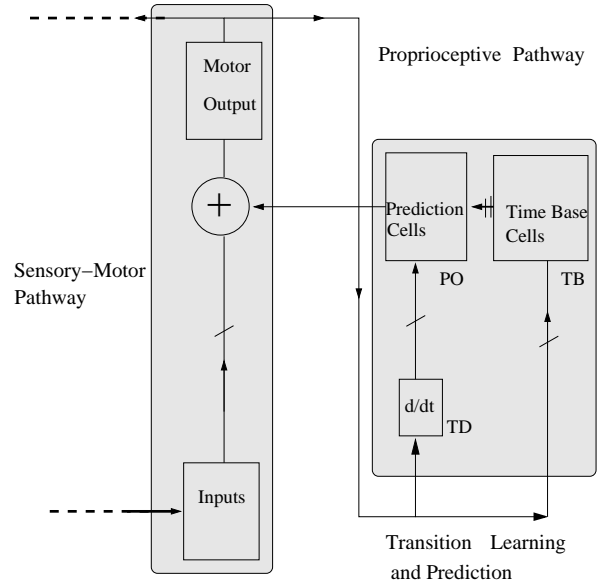 Motor
Output
Proprioceptive Pathway
+
Prediction
Cells
Time Base
Cells
PO
TB
Sensory–Motor
Pathway
d/dt
TD
Inputs
Transition Learning
and Prediction